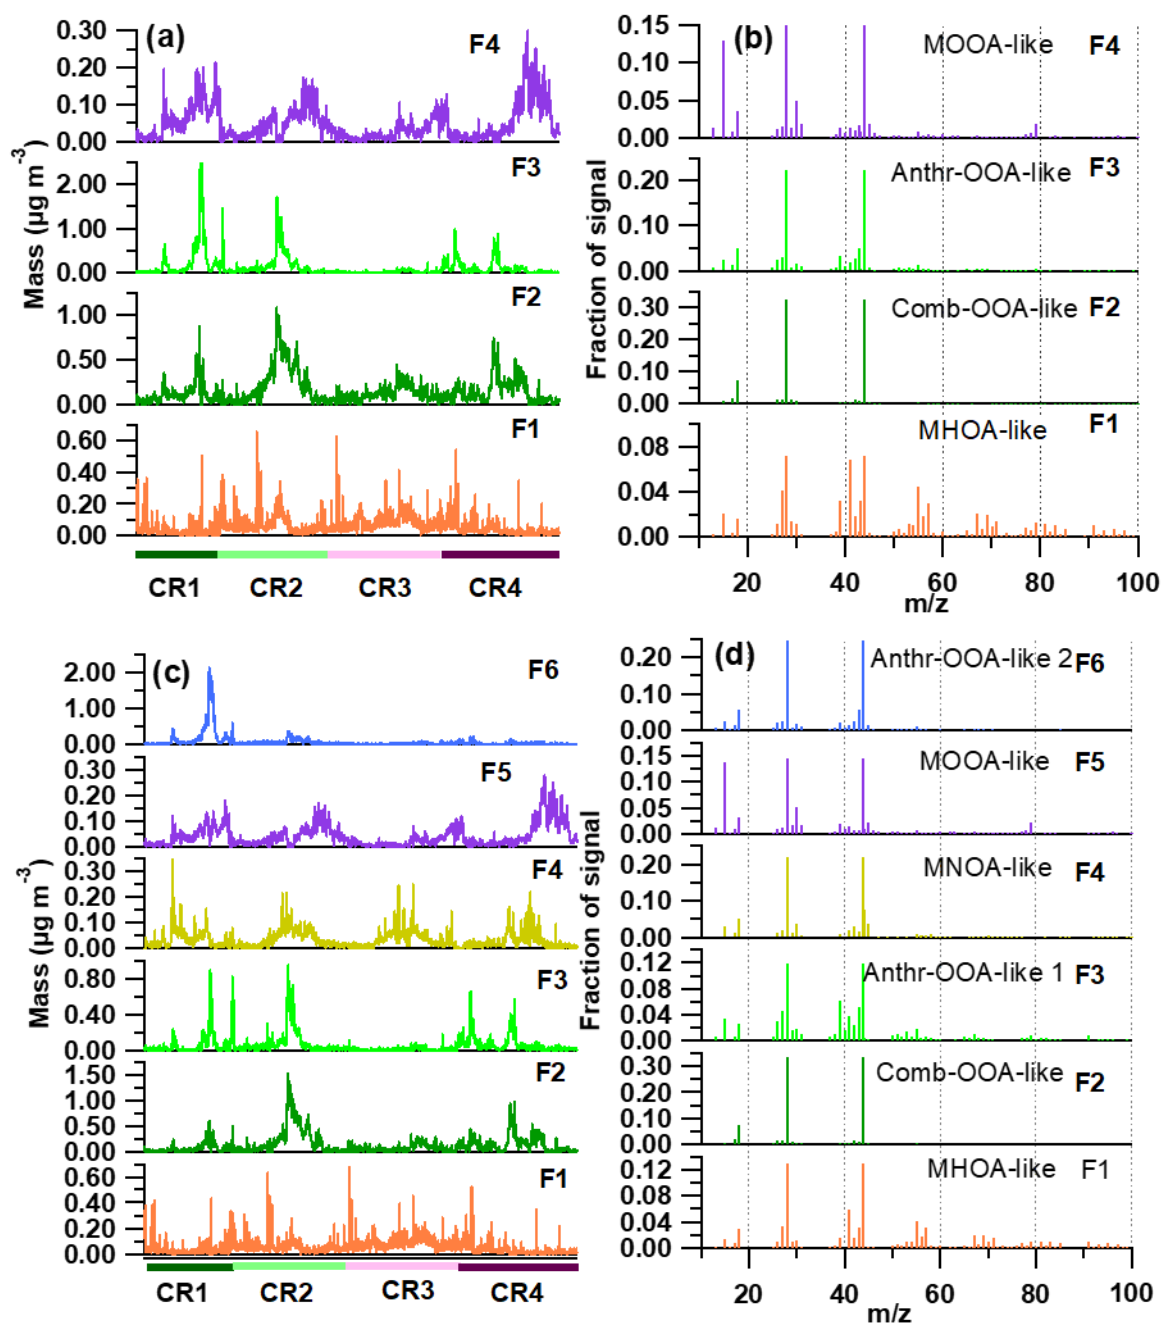 (a)
F4
0.30
0.20
0.10
0.00
F3
2.00
1.00
0.00
F2
1.00
0.50
0.00
F1
0.60
0.40
0.20
0.00
Mass (µg m⁻³)
CR1 CR2 CR3 CR4
(b)
MOOA-like F4
0.15
0.10
0.05
0.00
Anthr-OOA-like F3
0.20
0.10
0.00
Comb-OOA-like F2
0.30
0.20
0.10
0.00
MHOA-like F1
0.08
0.04
0.00
Fraction of signal
20 40 60 80 100
m/z
(c)
F6
2.00
1.00
0.00
F5
0.30
0.20
0.10
0.00
F4
0.30
0.20
0.10
0.00
F3
0.80
0.40
0.00
F2
1.50
1.00
0.50
0.00
F1
0.60
0.40
0.20
0.00
Mass (µg m⁻³)
CR1 CR2 CR3 CR4
(d)
Anthr-OOA-like 2 F6
0.20
0.10
0.00
MOOA-like F5
0.15
0.10
0.05
0.00
MNOA-like F4
0.20
0.10
0.00
Anthr-OOA-like 1 F3
0.12
0.08
0.04
0.00
Comb-OOA-like F2
0.30
0.20
0.10
0.00
MHOA-like F1
0.12
0.08
0.04
0.00
Fraction of signal
20 40 60 80 100
m/z